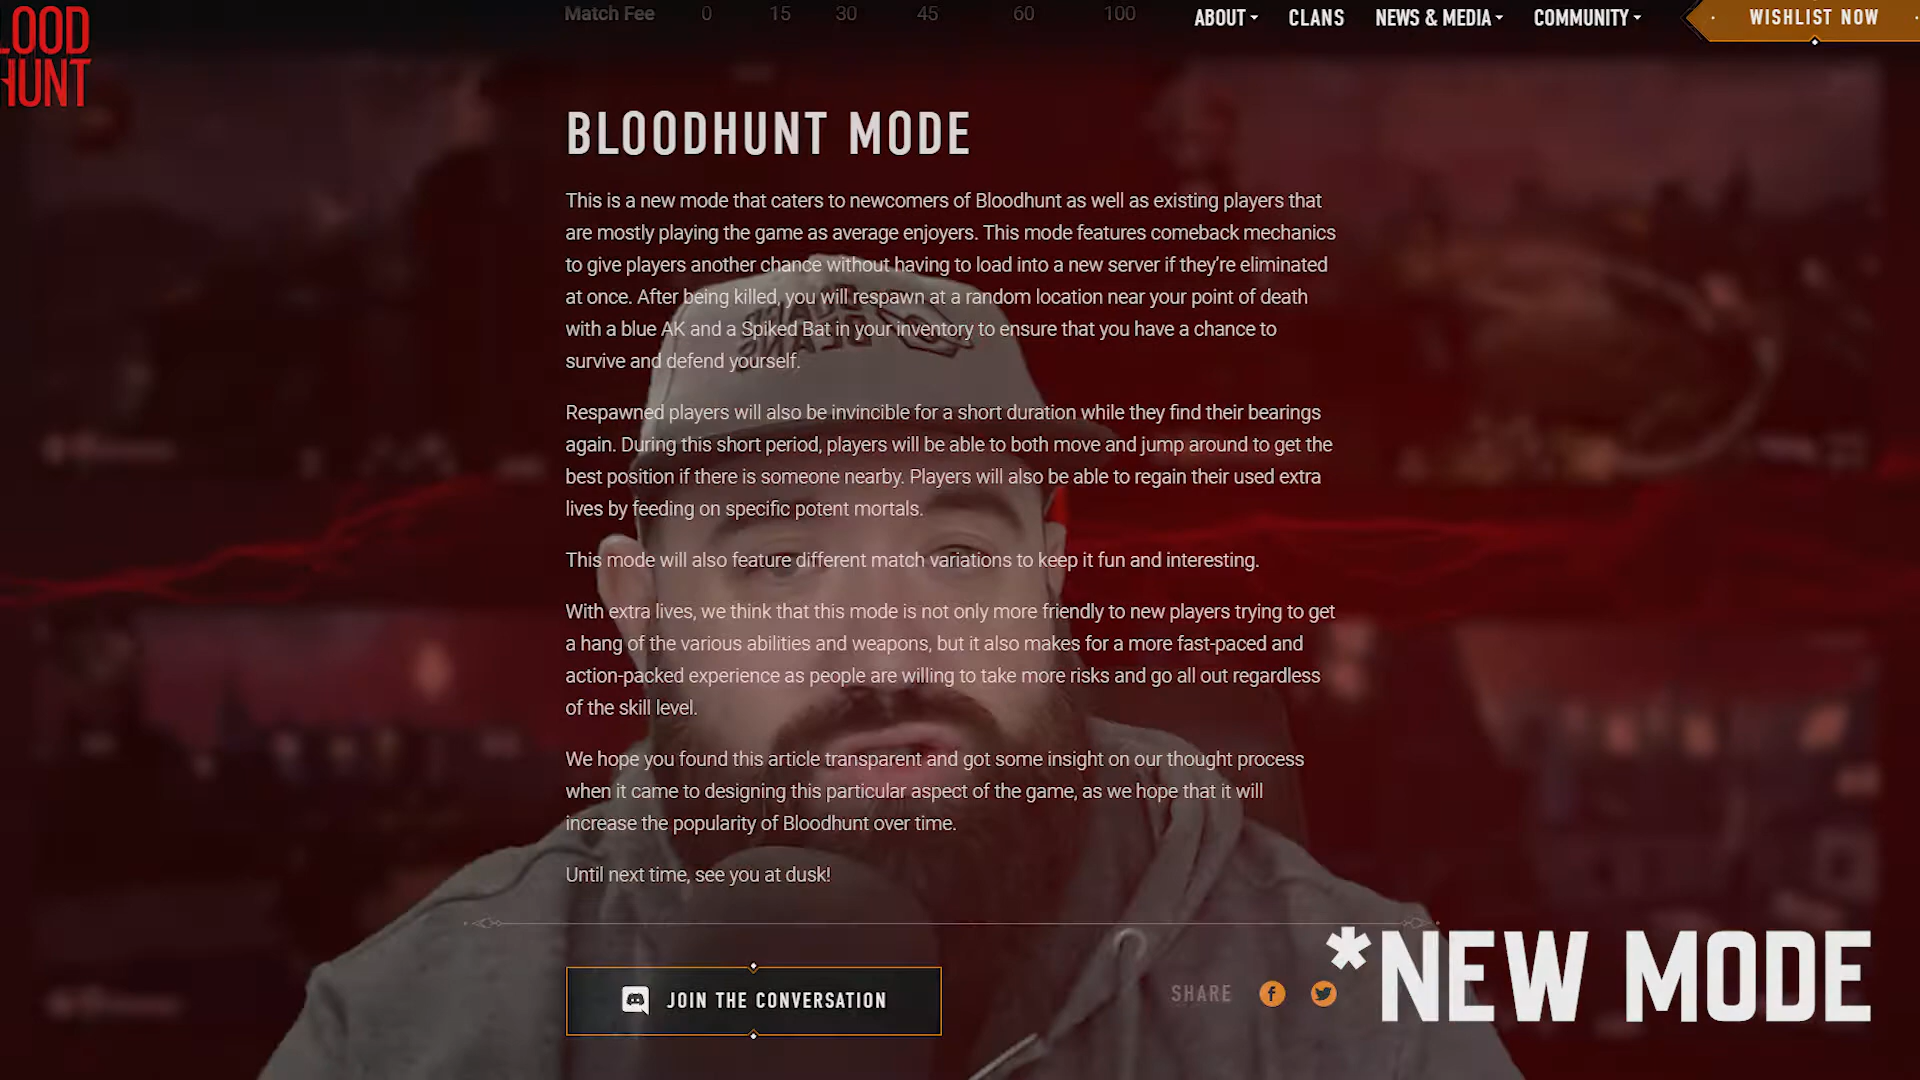 Match Fee 0 15 30 45 60 100
ABOUT CLANS NEWS & MEDIA COMMUNITY WISHLIST NOW
LOOD
HUNT
BLOODHUNT MODE
This is a new mode that caters to newcomers of Bloodhunt as well as existing players that
are mostly playing the game as average enjoyers. This mode features comeback mechanics
to give players another chance without having to load into a new server if they're eliminated
at once. After being killed, you will respawn at a random location near your point of death
with a blue AK and a Spiked Bat in your inventory to ensure that you have a chance to
survive and defend yourself.
Respawned players will also be invincible for a short duration while they find their bearings
again. During this short period, players will be able to both move and jump around to get the
best position if there is someone nearby. Players will also be able to regain their used extra
lives by feeding on specific potent mortals.
This mode will also feature different match variations to keep it fun and interesting.
With extra lives, we think that this mode is not only more friendly to new players trying to get
a hang of the various abilities and weapons, but it also makes for a more fast-paced and
action-packed experience as people are willing to take more risks and go all out regardless
of the skill level.
We hope you found this article transparent and got some insight on our thought process
when it came to designing this particular aspect of the game, as we hope that it will
increase the popularity of Bloodhunt over time.
Until next time, see you at dusk!
JOIN THE CONVERSATION
SHARE
*NEW MODE